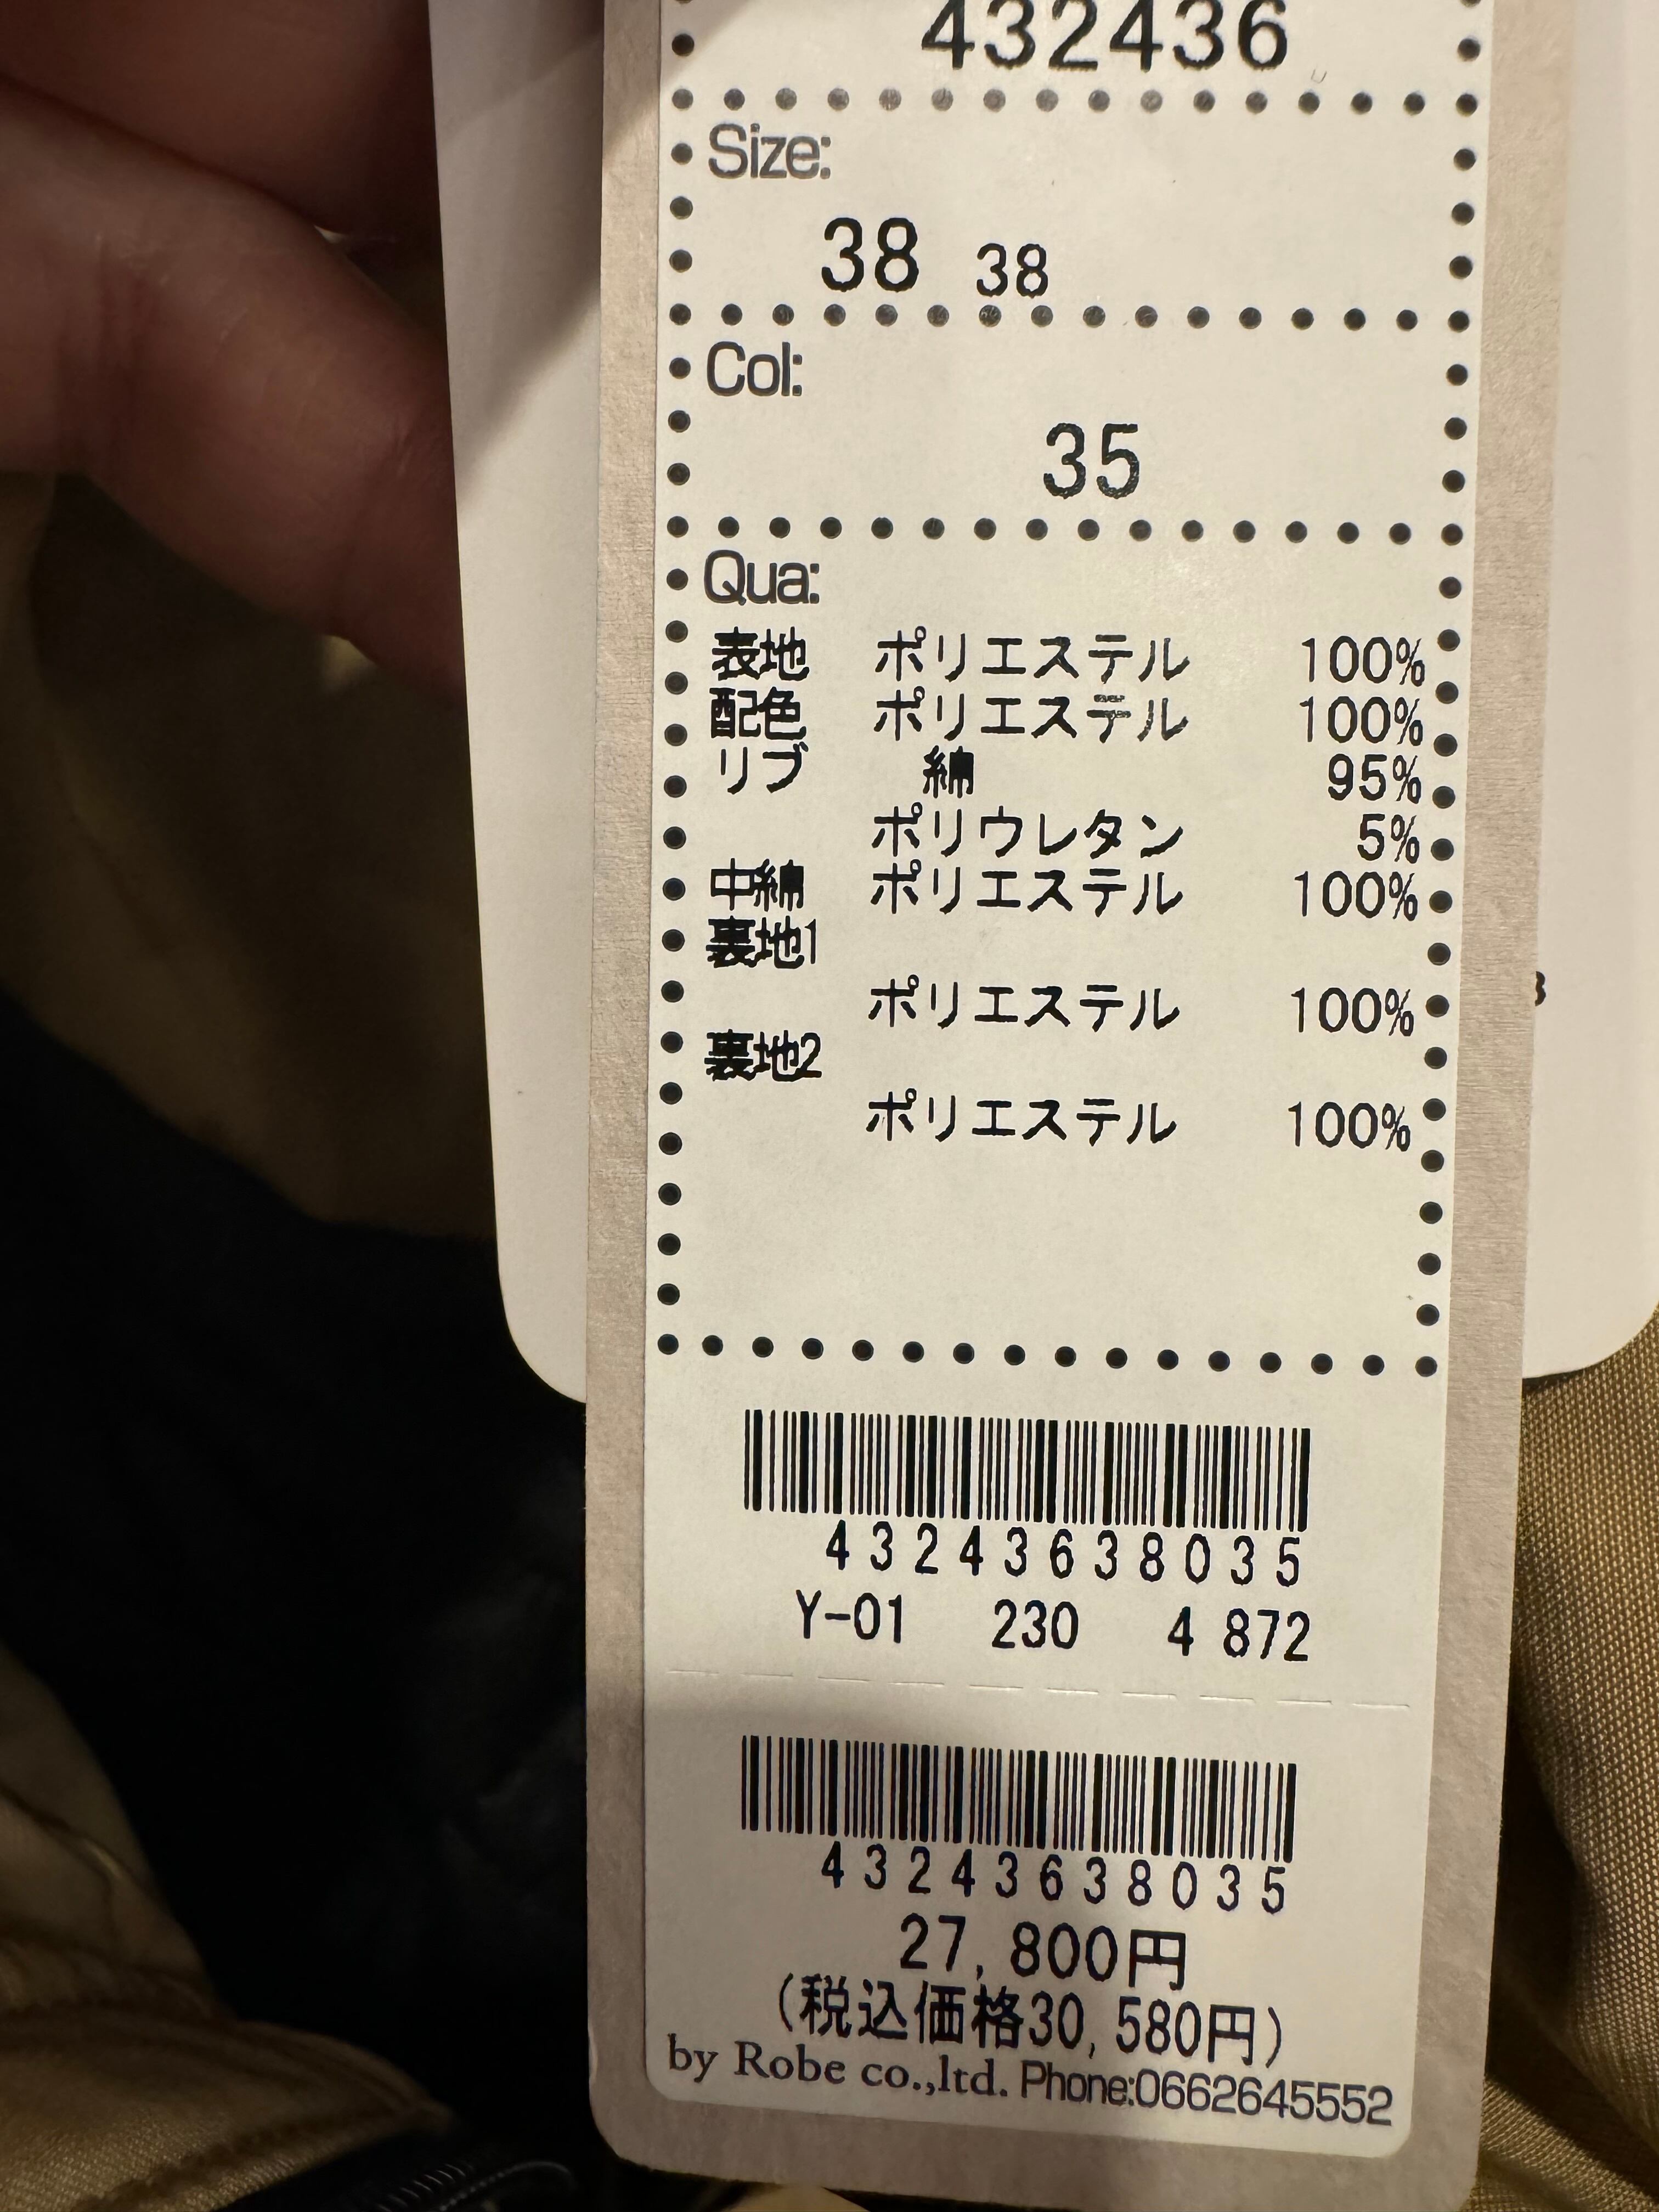 432436
Size:
38 38
Col:
35
Qua:
表地 ポリエステル 100%
配色 ポリエステル 100%
リブ 綿 95%
ポリウレタン 5%
中綿 ポリエステル 100%
裏地1
ポリエステル 100%
裏地2
ポリエステル 100%
43243638035
Y-01 230 4 872
43243638035
27,800円
(税込価格30,580円)
by Robe co.,ltd. Phone:0662645552